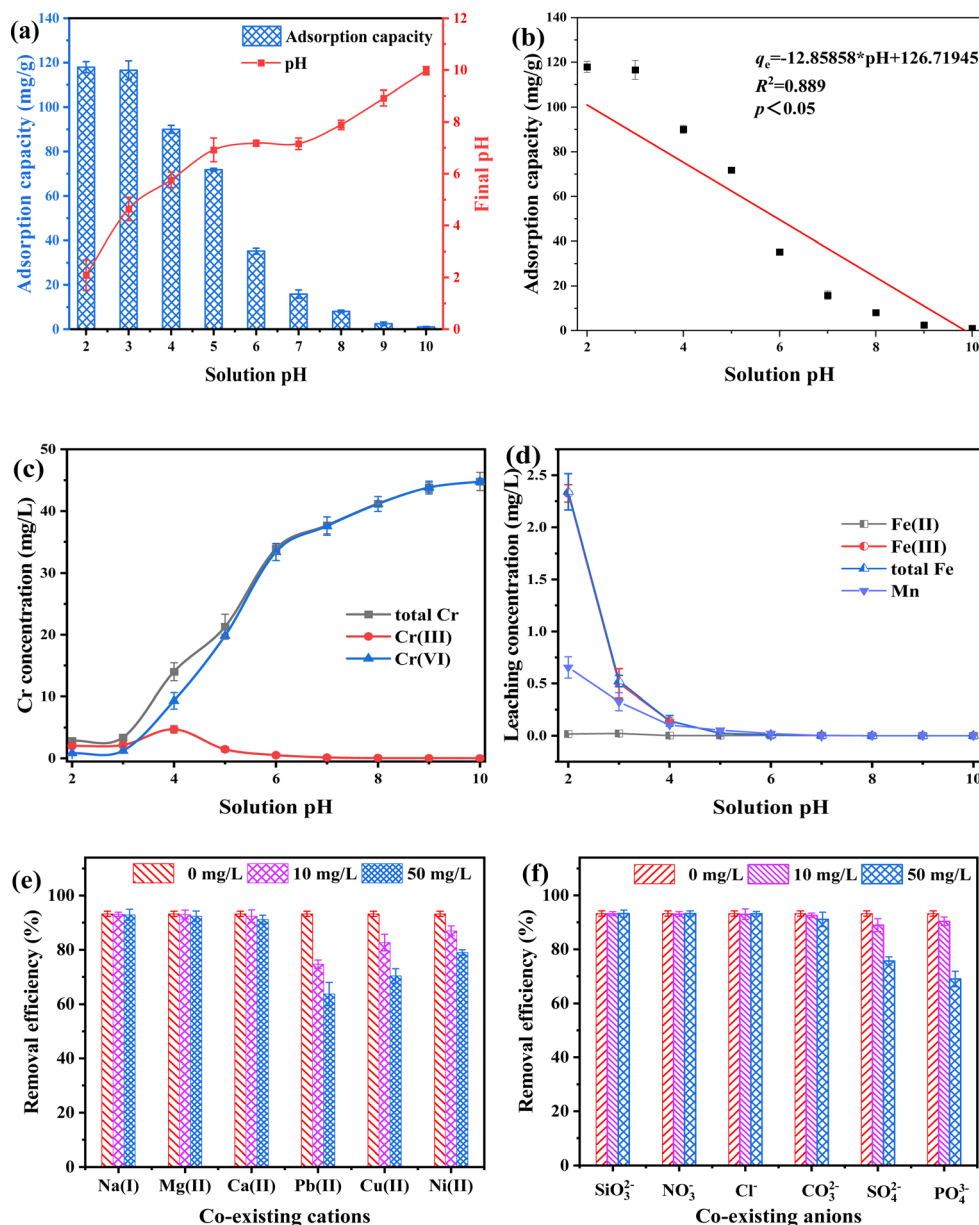 (a)
Adsorption capacity
pH
Adsorption capacity (mg/g)
140
120
100
80
60
40
20
0
12
10
8
6
4
2
0
Final pH
2 3 4 5 6 7 8 9 10
Solution pH
(b)
qe=-12.85858*pH+126.71945
R²=0.889
p<0.05
Adsorption capacity (mg/g)
140
120
100
80
60
40
20
0
2 4 6 8 10
Solution pH
(c)
Cr concentration (mg/L)
50
40
30
20
10
0
total Cr
Cr(III)
Cr(VI)
2 4 6 8 10
Solution pH
(d)
Leaching concentration (mg/L)
2.5
2.0
1.5
1.0
0.5
0.0
Fe(II)
Fe(III)
total Fe
Mn
2 4 6 8 10
Solution pH
(e)
0 mg/L 10 mg/L 50 mg/L
Removal efficiency (%)
100
80
60
40
20
0
Na(I) Mg(II) Ca(II) Pb(II) Cu(II) Ni(II)
Co-existing cations
(f)
0 mg/L 10 mg/L 50 mg/L
Removal efficiency (%)
100
80
60
40
20
0
SiO₃²⁻ NO₃⁻ Cl⁻ CO₃²⁻ SO₄²⁻ PO₄³⁻
Co-existing anions